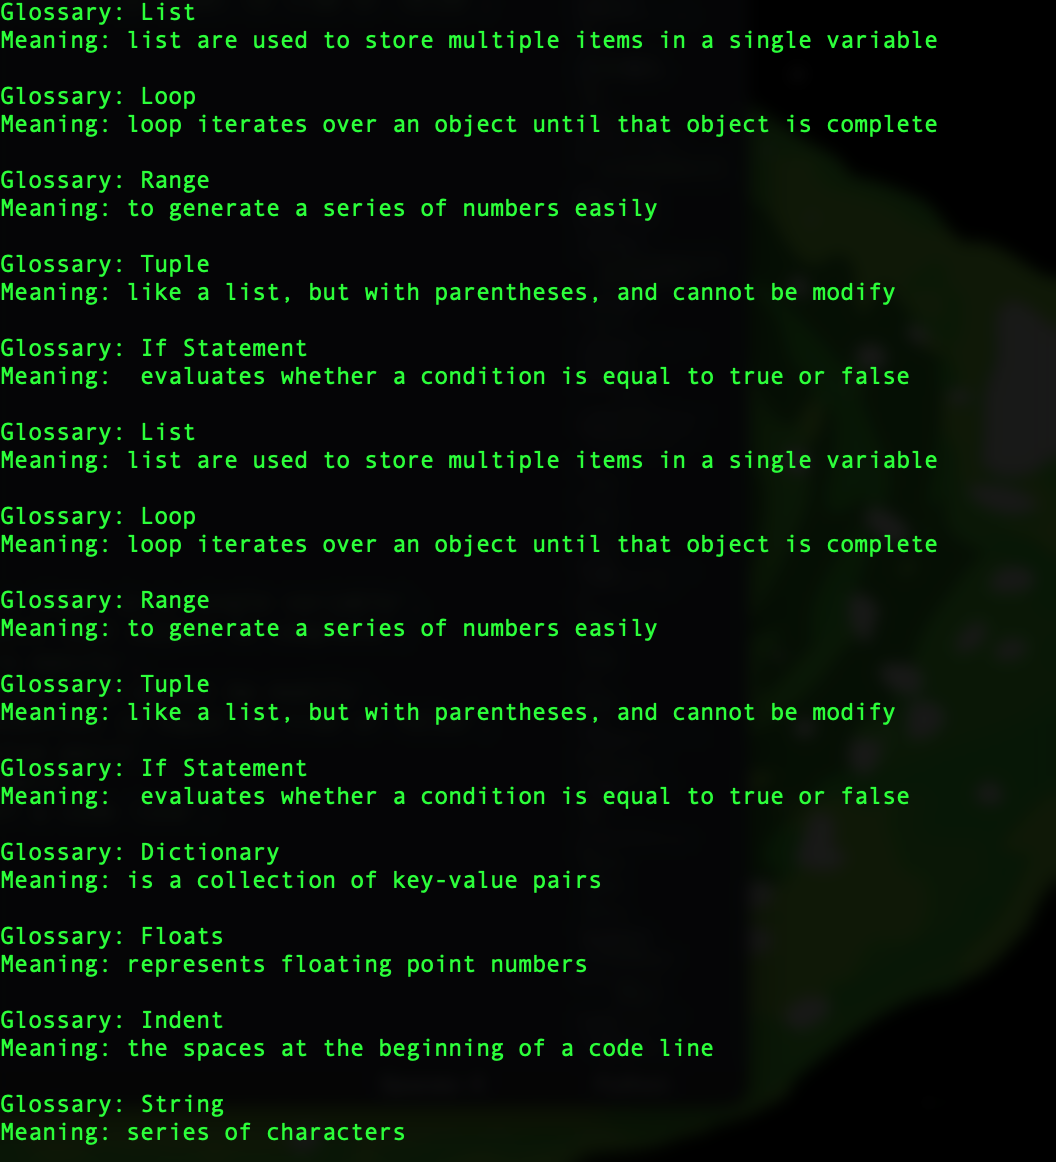 Glossary: List
Meaning: list are used to store multiple items in a single variable
Glossary: Loop
Meaning: loop iterates over an object until that object is complete
Glossary: Range
Meaning: to generate a series of numbers easily
Glossary: Tuple
Meaning: like a list, but with parentheses, and cannot be modify
Glossary: If Statement
Meaning:  evaluates whether a condition is equal to true or false
Glossary: List
Meaning: list are used to store multiple items in a single variable
Glossary: Loop
Meaning: loop iterates over an object until that object is complete
Glossary: Range
Meaning: to generate a series of numbers easily
Glossary: Tuple
Meaning: like a list, but with parentheses, and cannot be modify
Glossary: If Statement
Meaning:  evaluates whether a condition is equal to true or false
Glossary: Dictionary
Meaning: is a collection of key-value pairs
Glossary: Floats
Meaning: represents floating point numbers
Glossary: Indent
Meaning: the spaces at the beginning of a code line
Glossary: String
Meaning: series of characters